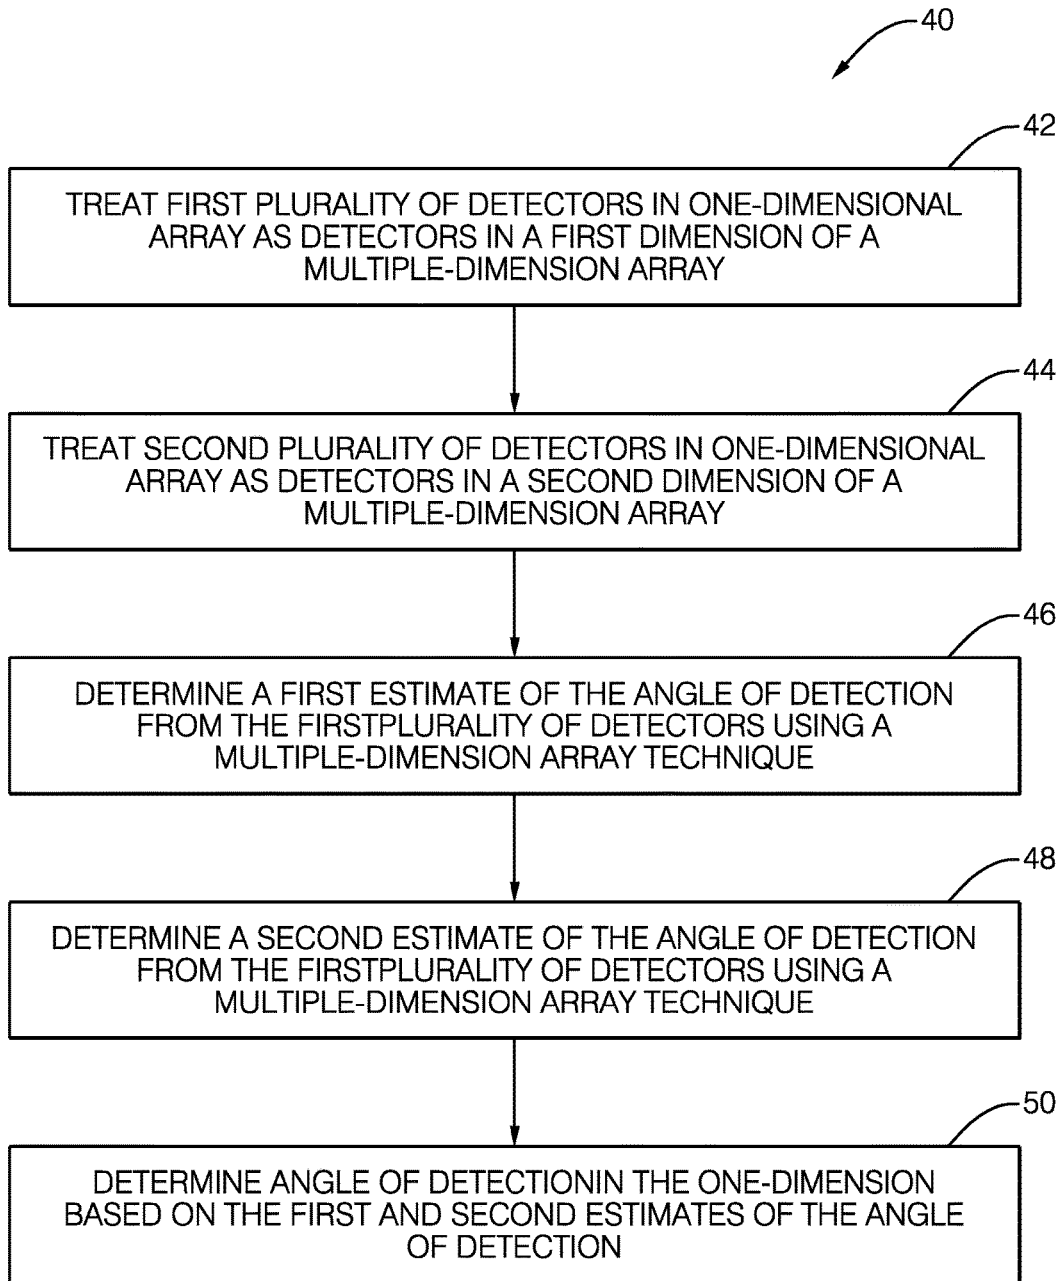 40
42
TREAT FIRST PLURALITY OF DETECTORS IN ONE-DIMENSIONAL
ARRAY AS DETECTORS IN A FIRST DIMENSION OF A
MULTIPLE-DIMENSION ARRAY
44
TREAT SECOND PLURALITY OF DETECTORS IN ONE-DIMENSIONAL
ARRAY AS DETECTORS IN A SECOND DIMENSION OF A
MULTIPLE-DIMENSION ARRAY
46
DETERMINE A FIRST ESTIMATE OF THE ANGLE OF DETECTION
FROM THE FIRSTPLURALITY OF DETECTORS USING A
MULTIPLE-DIMENSION ARRAY TECHNIQUE
48
DETERMINE A SECOND ESTIMATE OF THE ANGLE OF DETECTION
FROM THE FIRSTPLURALITY OF DETECTORS USING A
MULTIPLE-DIMENSION ARRAY TECHNIQUE
50
DETERMINE ANGLE OF DETECTIONIN THE ONE-DIMENSION
BASED ON THE FIRST AND SECOND ESTIMATES OF THE ANGLE
OF DETECTION